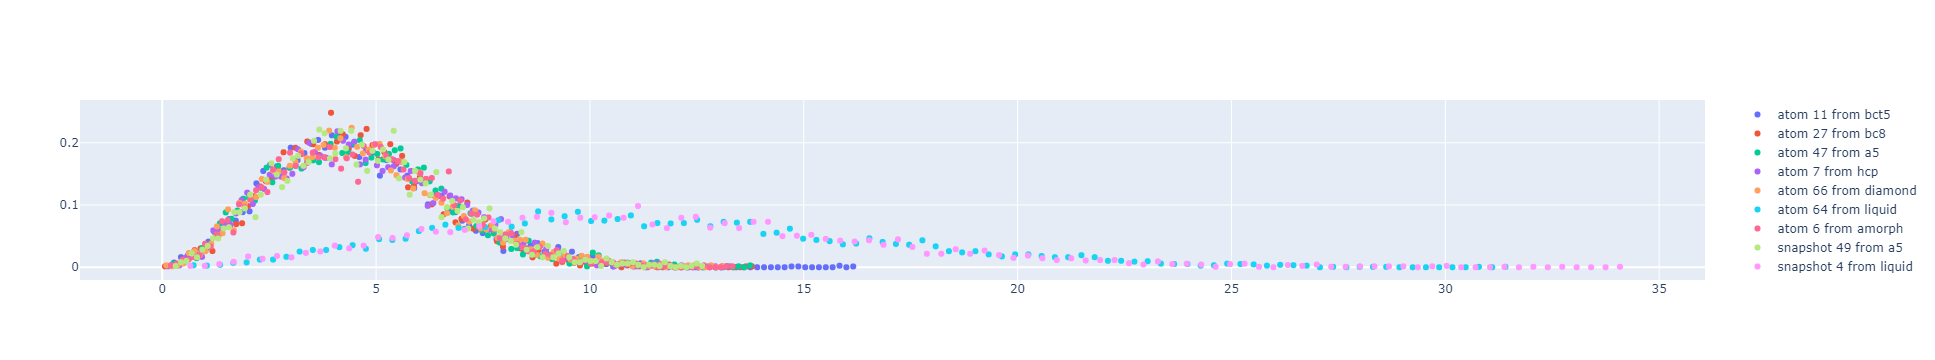 0.2
0.1
0
0 5 10 15 20 25 30 35
atom 11 from bct5
atom 27 from bc8
atom 47 from a5
atom 7 from hcp
atom 66 from diamond
atom 64 from liquid
atom 6 from amorph
snapshot 49 from a5
snapshot 4 from liquid